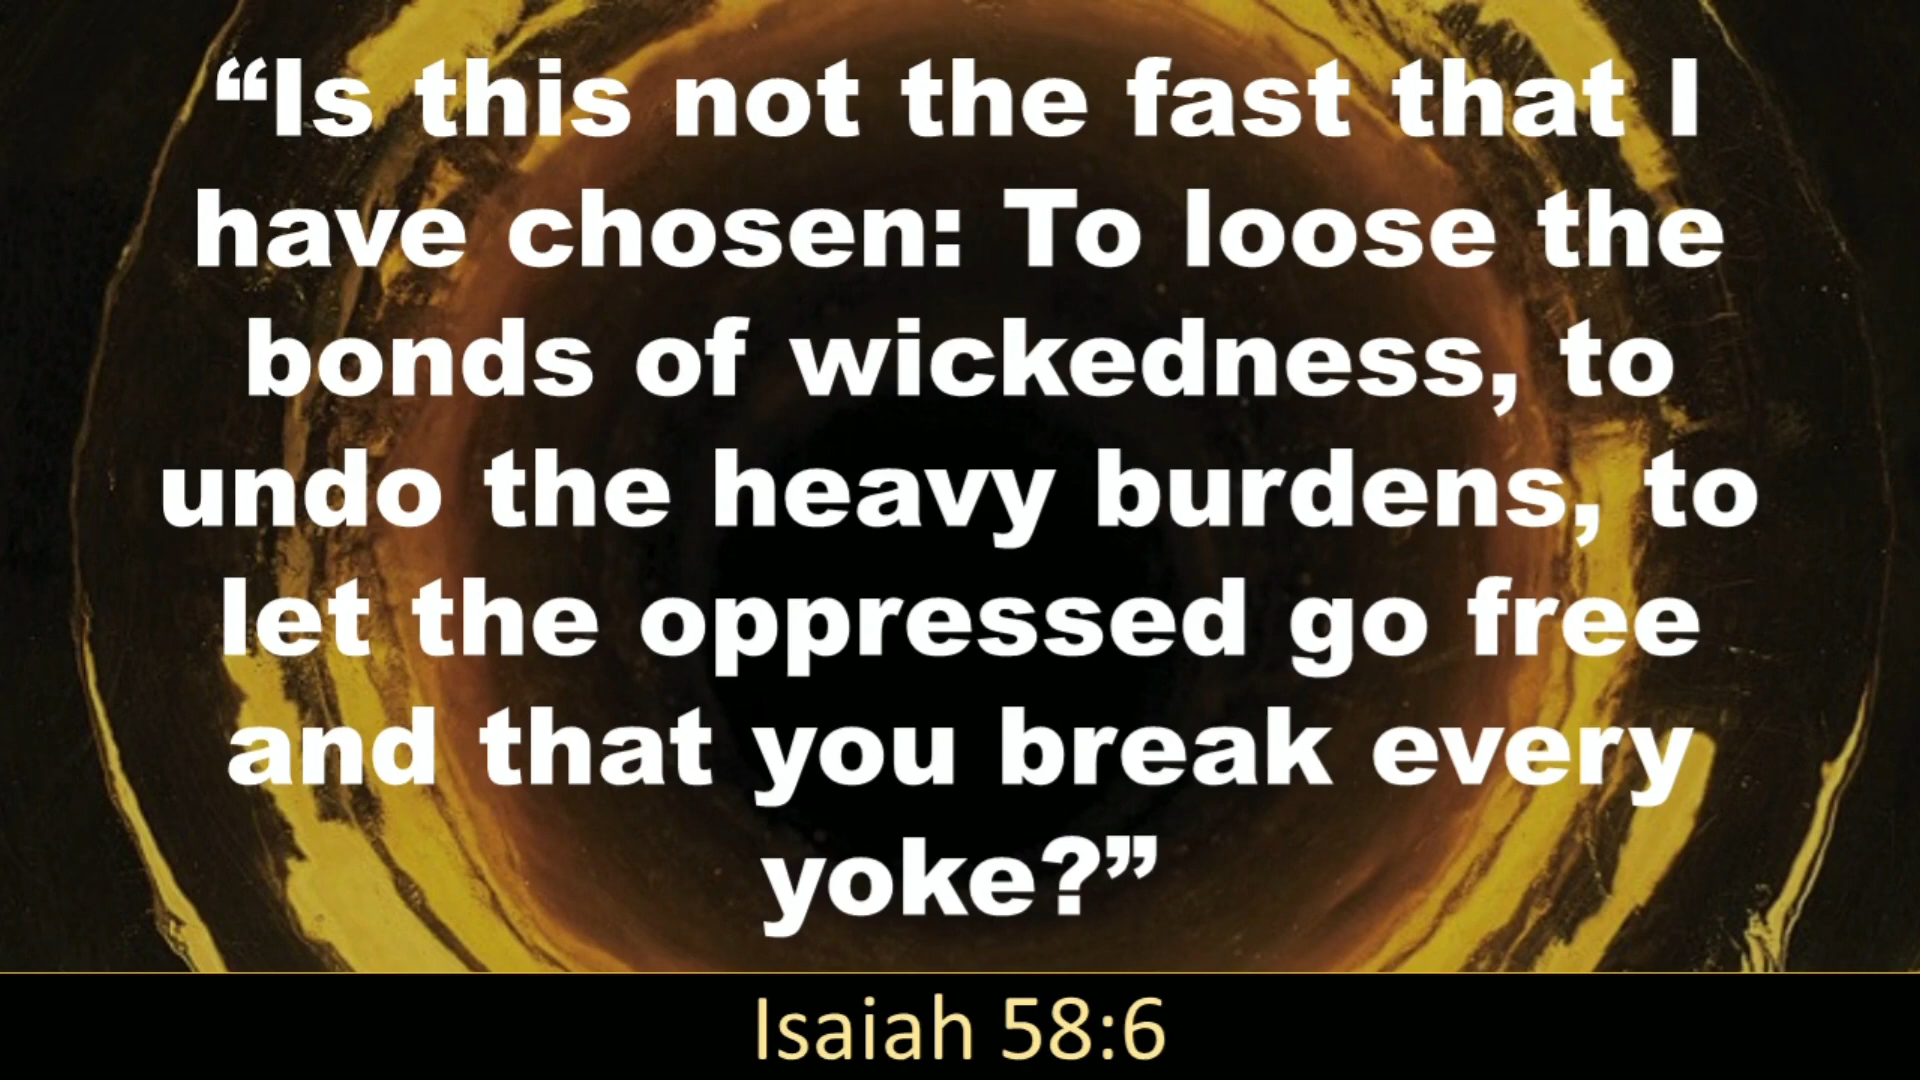 “Is this not the fast that I
have chosen: To loose the
bonds of wickedness, to
undo the heavy burdens, to
let the oppressed go free
and that you break every
yoke?”
Isaiah 58:6